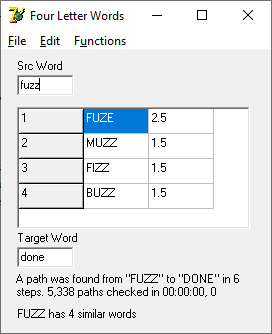 Four Letter Words
File Edit Functions
Src Word
fuzz
1 FUZE 2.5
2 MUZZ 1.5
3 FIZZ 1.5
4 BUZZ 1.5
Target Word
done
A path was found from "FUZZ" to "DONE" in 6
steps. 5,338 paths checked in 00:00:00, 0
FUZZ has 4 similar words